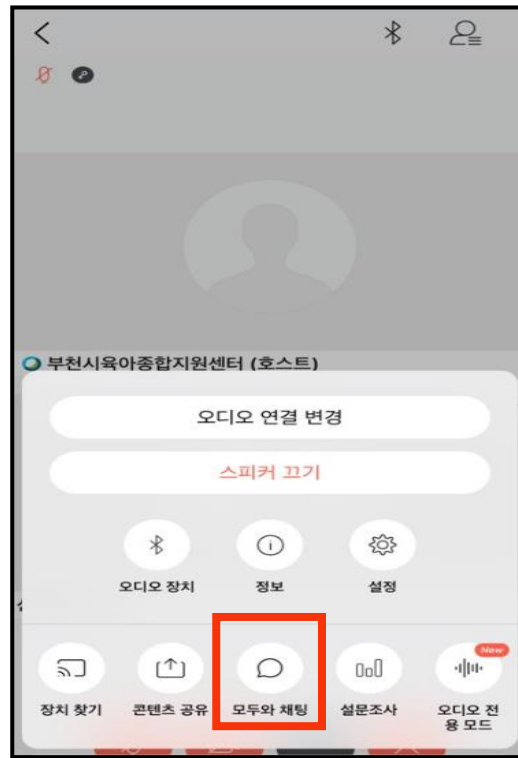 부천시육아종합지원센터 (호스트)
오디오 연결 변경
스피커 끄기
오디오 장치 정보 설정
New
장치 찾기 콘텐츠 공유 모두와 채팅 설문조사 오디오 전
용 모드